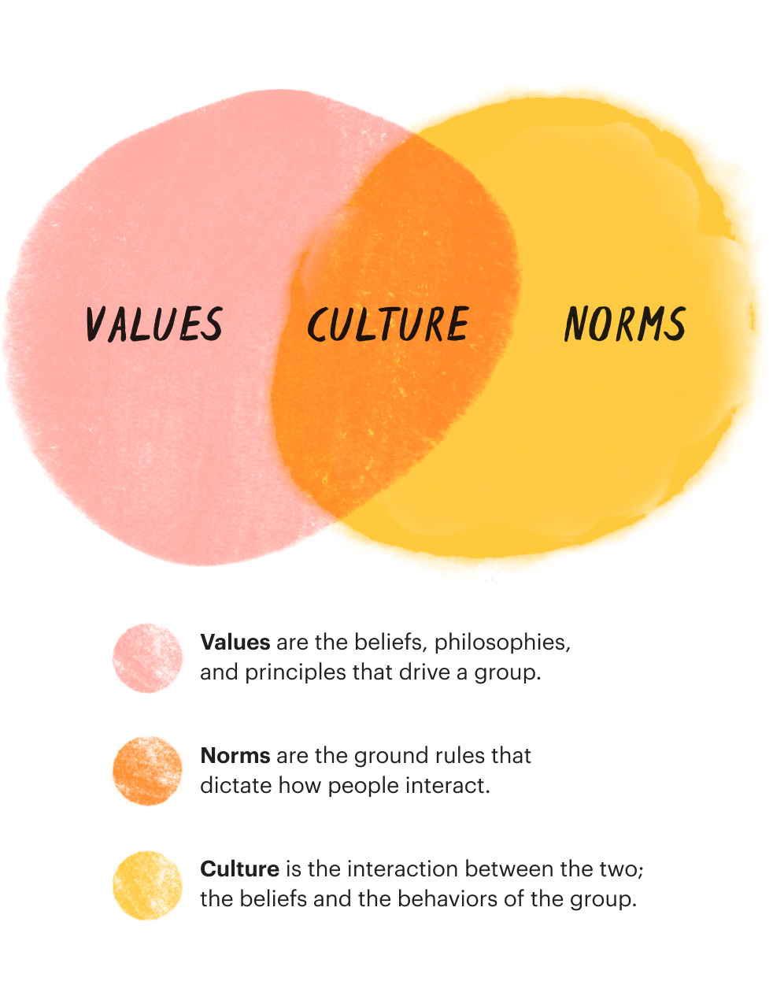 VALUES CULTURE NORMS
Values are the beliefs, philosophies,
and principles that drive a group.
Norms are the ground rules that
dictate how people interact.
Culture is the interaction between the two;
the beliefs and the behaviors of the group.